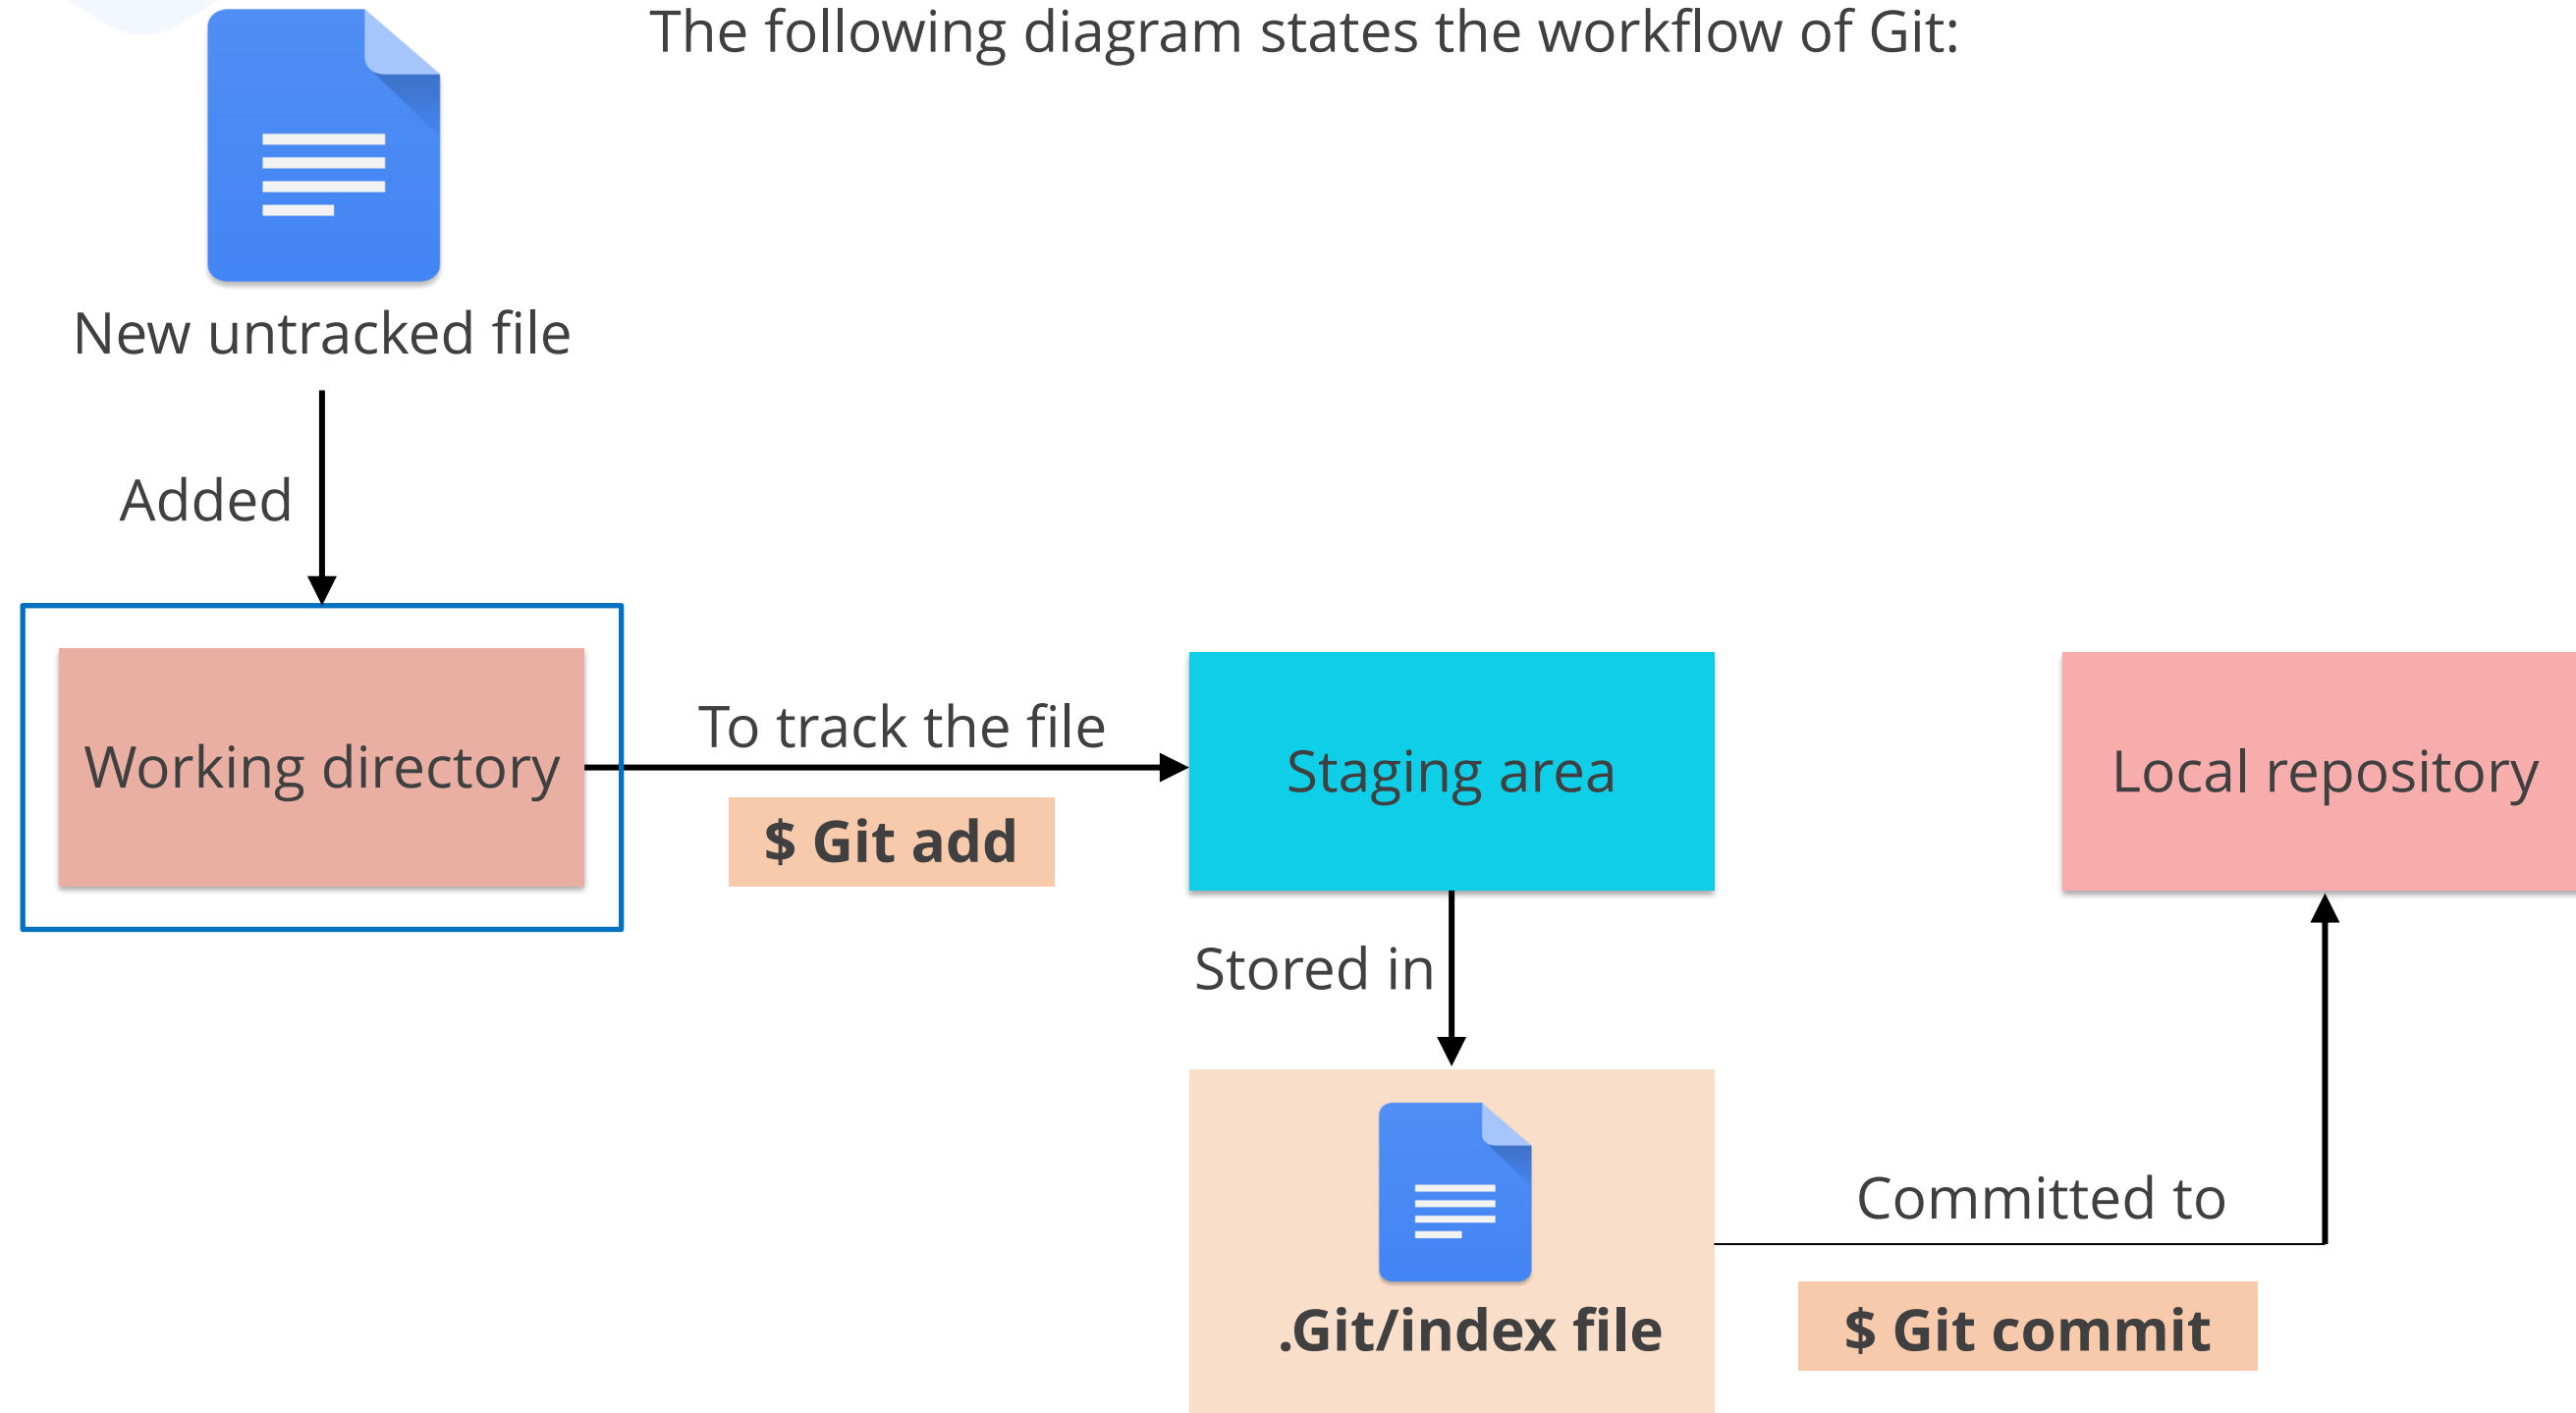 The following diagram states the workflow of Git:
New untracked file
Added
Working directory
To track the file
$ Git add
Staging area
Local repository
Stored in
Committed to
.Git/index file
$ Git commit